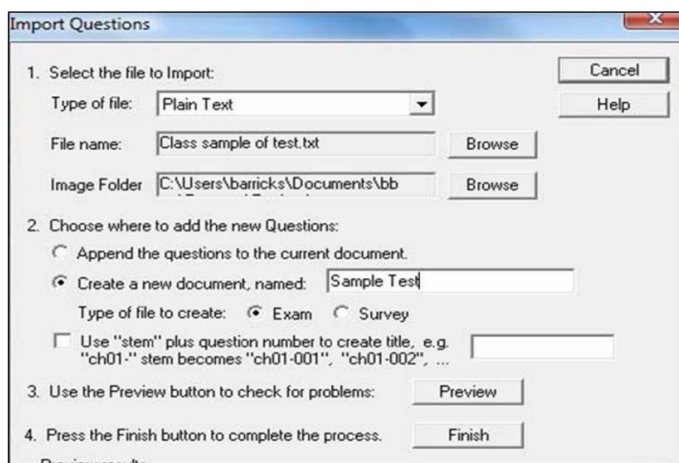 Import Questions
1. Select the file to Import:
Cancel
Type of file: Plain Text
Help
File name: Class sample of test.txt Browse
Image Folder C:\Users\barricks\Documents\bb Browse
2. Choose where to add the new Questions:
Append the questions to the current document.
Create a new document, named: Sample Test
Type of file to create: Exam Survey
Use "stem" plus question number to create title, e.g.
"ch01-" stem becomes "ch01-001", "ch01-002", ...
3. Use the Preview button to check for problems: Preview
4. Press the Finish button to complete the process. Finish